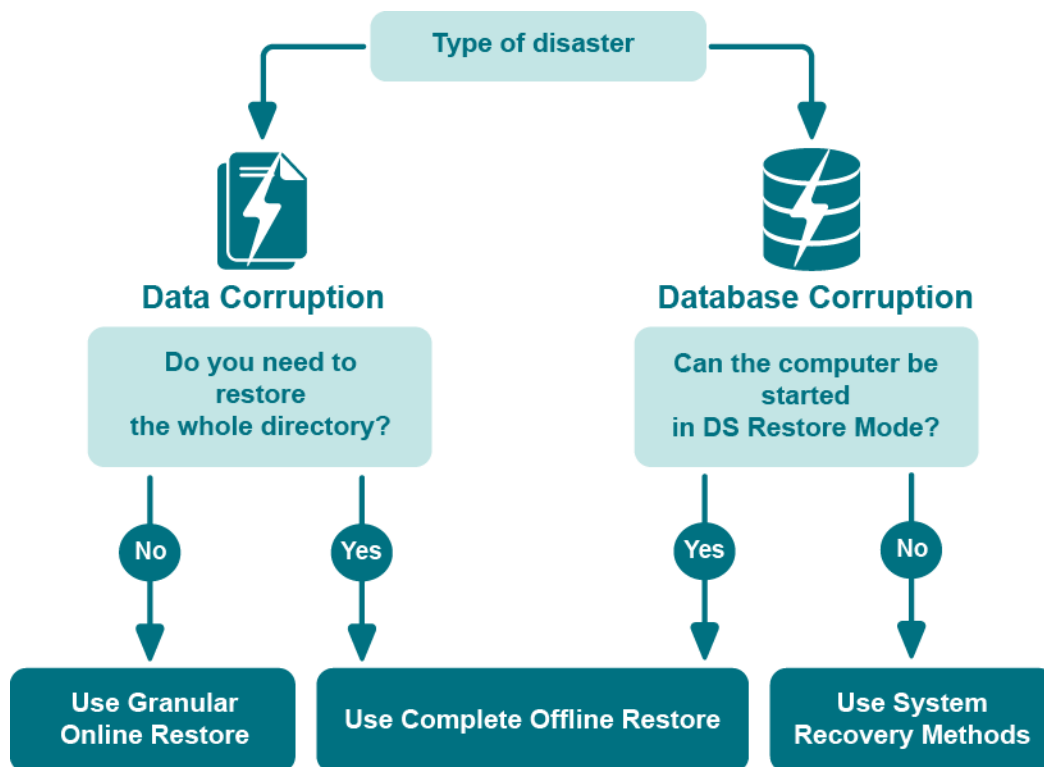 Type of disaster
Data Corruption
Database Corruption
Do you need to
restore
the whole directory?
Can the computer be
started
in DS Restore Mode?
No
Yes
Yes
No
Use Granular
Online Restore
Use Complete Offline Restore
Use System
Recovery Methods